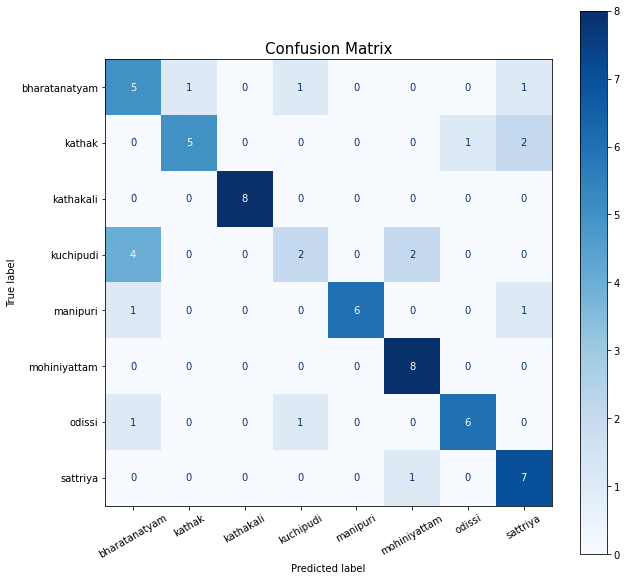 Confusion Matrix
bharatanatyam 5 1 0 1 0 0 0 1
kathak 0 5 0 0 0 0 1 2
kathakali 0 0 8 0 0 0 0 0
kuchipudi 4 0 0 2 0 2 0 0
manipuri 1 0 0 0 6 0 0 1
mohiniyattam 0 0 0 0 0 8 0 0
odissi 1 0 0 1 0 0 6 0
sattriya 0 0 0 0 0 1 0 7
True label
bharatanatyam kathak kathakali kuchipudi manipuri mohiniyattam odissi sattriya
Predicted label
8
7
6
5
4
3
2
1
0